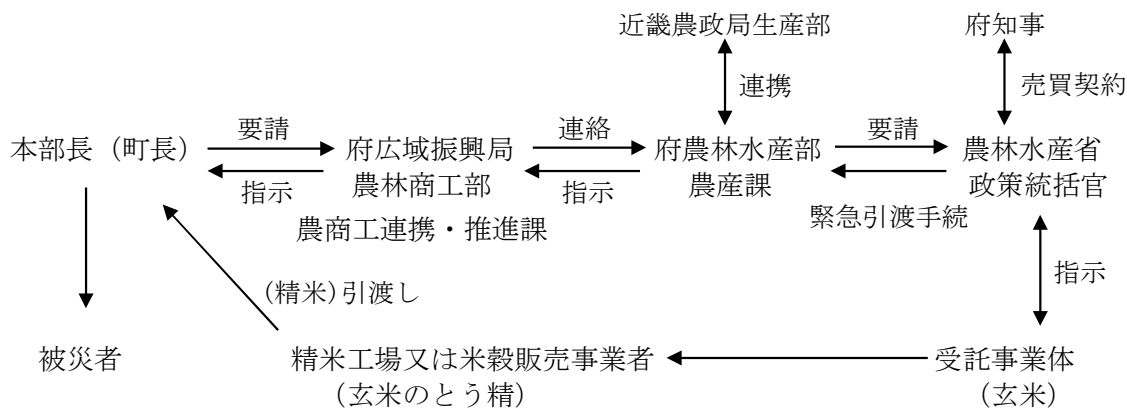 近畿農政局生産部
府知事
連携
売買契約
本部長（町長）
要請
府広域振興局
連絡
府農林水産部
要請
農林水産省
指示
農林商工部
指示
農産課
政策統括官
農商工連携・推進課
緊急引渡手続
(精米)引渡し
指示
被災者
精米工場又は米穀販売事業者
受託事業体
（玄米のとう精）
（玄米）